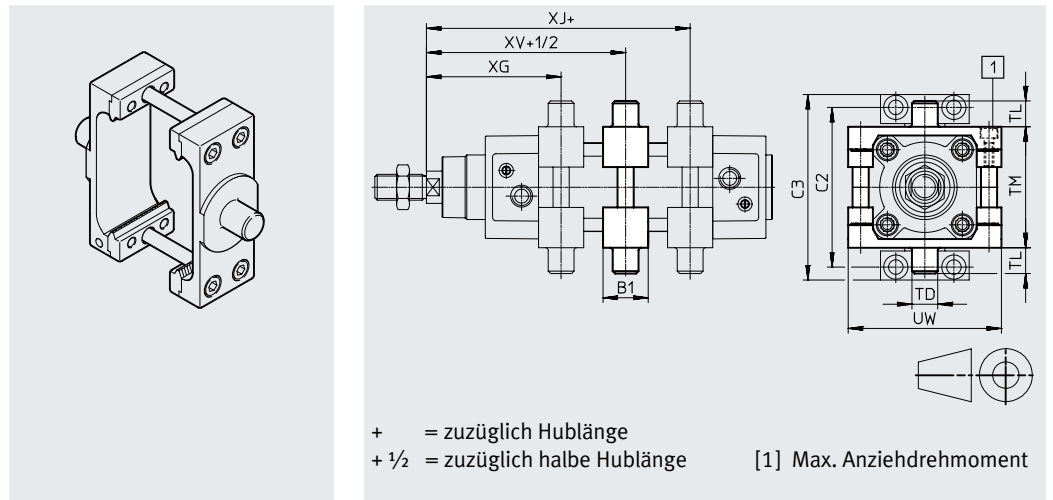 XJ+
XV+1/2
XG
B1
1
C3
C2
TL
TM
TL
TD
UW
+ = zuzüglich Hublänge
+ ½ = zuzüglich halbe Hublänge
[1] Max. Anziehdrehmoment